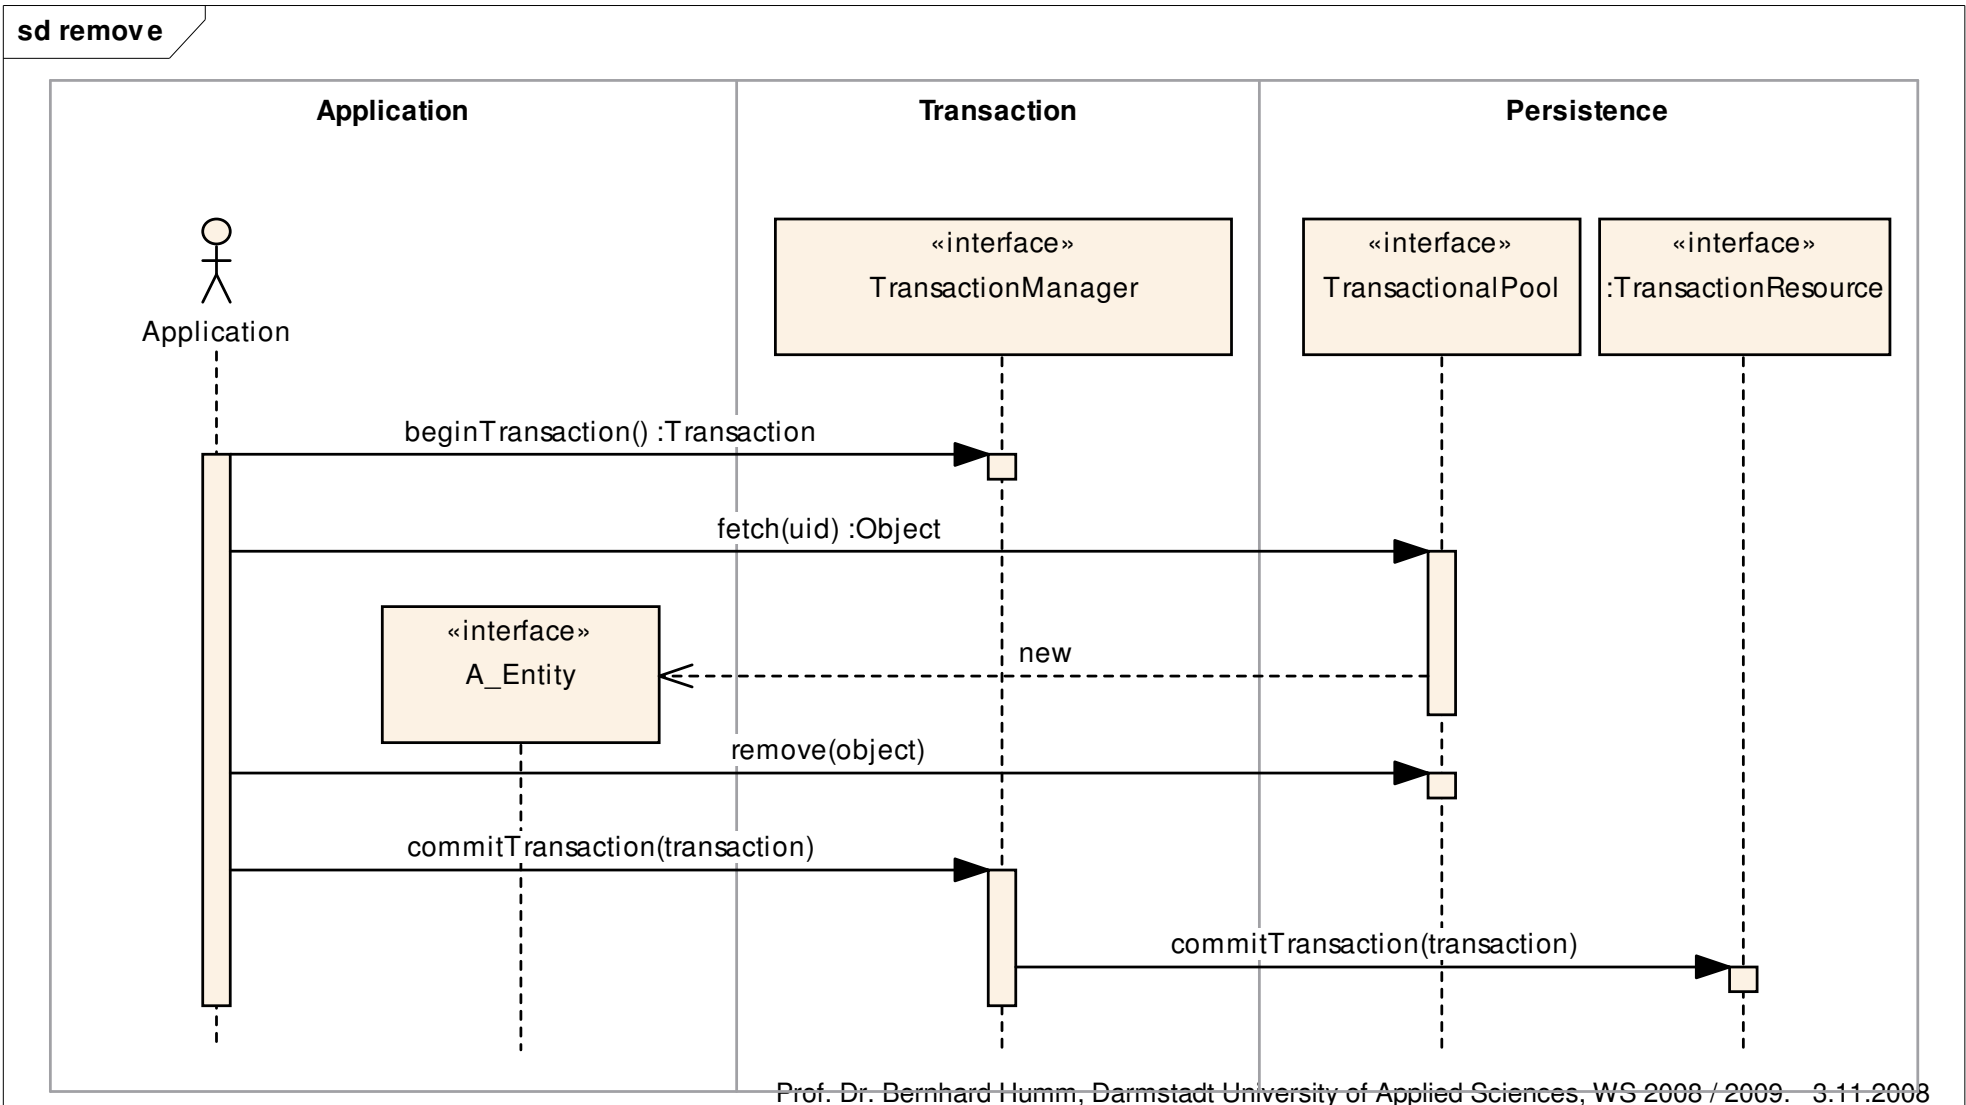 sd remove
Application
Transaction
Persistence
Application
«interface»
TransactionManager
«interface»
TransactionalPool
«interface»
:TransactionResource
beginTransaction() :Transaction
fetch(uid) :Object
«interface»
A_Entity
new
remove(object)
commitTransaction(transaction)
commitTransaction(transaction)
Prof. Dr. Bernhard Humm, Darmstadt University of Applied Sciences, WS 2008 / 2009. 3.11.2008